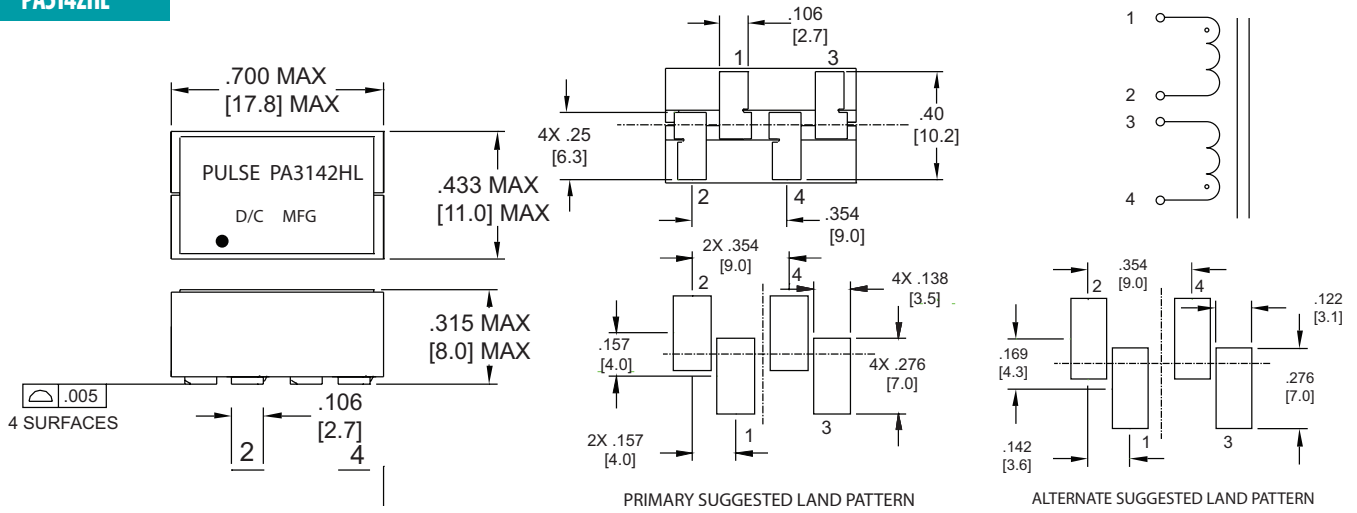 PA3142HL
.700 MAX
[17.8] MAX
PULSE PA3142HL
D/C MFG
.433 MAX
[11.0] MAX
.315 MAX
[8.0] MAX
.005
4 SURFACES
.106
[2.7]
2
4
.106
[2.7]
1
3
4X .25
[6.3]
.40
[10.2]
2
4
.354
[9.0]
2X .354
[9.0]
2
4
4X .138
[3.5]
.157
[4.0]
4X .276
[7.0]
2X .157
[4.0]
1
3
PRIMARY SUGGESTED LAND PATTERN
1
2
3
4
.354
[9.0]
2
4
.122
[3.1]
.169
[4.3]
.276
[7.0]
.142
[3.6]
1
3
ALTERNATE SUGGESTED LAND PATTERN